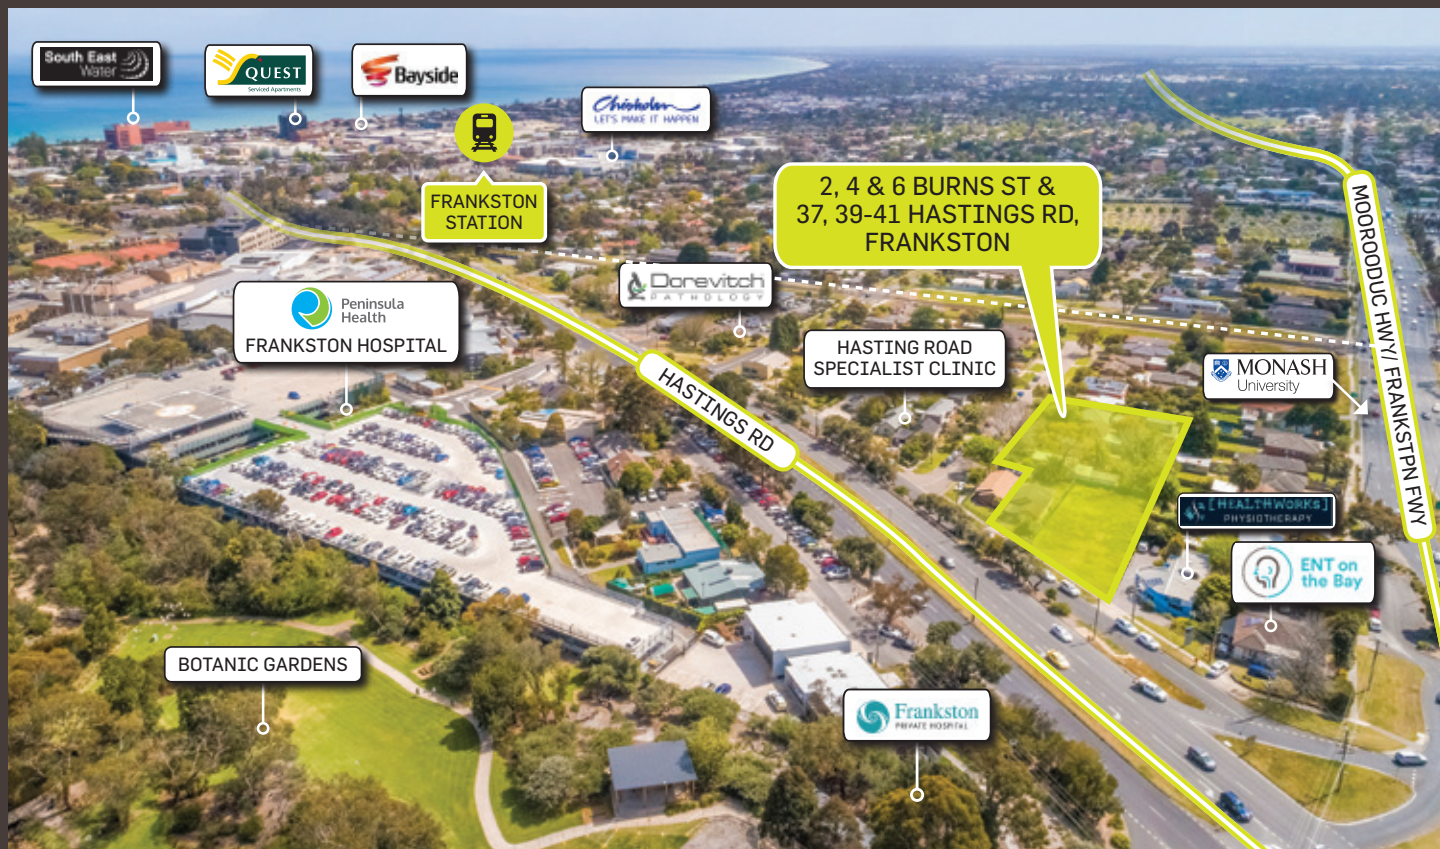 South East
Water
QUEST
Serviced Apartments
Bayside
Chisholm
LET'S MAKE IT HAPPEN
FRANKSTON
STATION
2, 4 & 6 BURNS ST &
37, 39-41 HASTINGS RD,
FRANKSTON
MOOROODUC HWY/ FRANKSTPN FWY
Dorevitch
PATHOLOGY
Peninsula
Health
FRANKSTON HOSPITAL
HASTING ROAD
SPECIALIST CLINIC
HASTINGS RD
MONASH
University
[HEALTHWORKS]
PHYSIOTHERAPY
ENT on
the Bay
BOTANIC GARDENS
Frankston
PRIVATE HOSPITAL